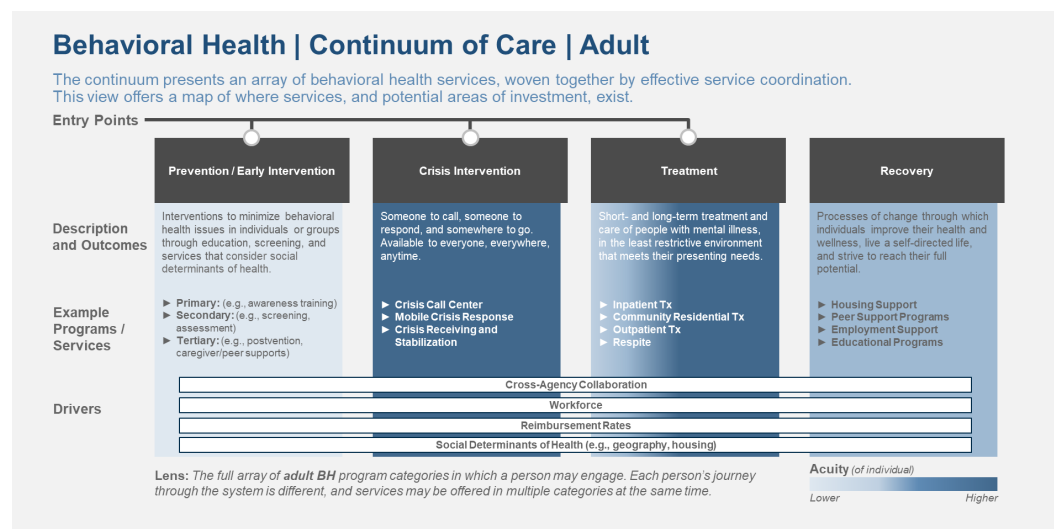 Behavioral Health | Continuum of Care | Adult
The continuum presents an array of behavioral health services, woven together by effective service coordination.
This view offers a map of where services, and potential areas of investment, exist.
Entry Points
Prevention / Early Intervention
Crisis Intervention
Treatment
Recovery
Description
and Outcomes
Interventions to minimize behavioral
health issues in individuals or groups
through education, screening, and
services that consider social
determinants of health.
Someone to call, someone to
respond, and somewhere to go.
Available to everyone, everywhere,
anytime.
Short- and long-term treatment and
care of people with mental illness,
in the least restrictive environment
that meets their presenting needs.
Processes of change through which
individuals improve their health and
wellness, live a self-directed life,
and strive to reach their full
potential.
Example
Programs /
Services
► Primary: (e.g., awareness training)
► Secondary: (e.g., screening,
assessment)
► Tertiary: (e.g., postvention,
caregiver/peer supports)
► Crisis Call Center
► Mobile Crisis Response
► Crisis Receiving and
Stabilization
► Inpatient Tx
► Community Residential Tx
► Outpatient Tx
► Respite
► Housing Support
► Peer Support Programs
► Employment Support
► Educational Programs
Drivers
Cross-Agency Collaboration
Workforce
Reimbursement Rates
Social Determinants of Health (e.g., geography, housing)
Lens: The full array of adult BH program categories in which a person may engage. Each person's journey
through the system is different, and services may be offered in multiple categories at the same time.
Acuity (of individual)
Lower Higher